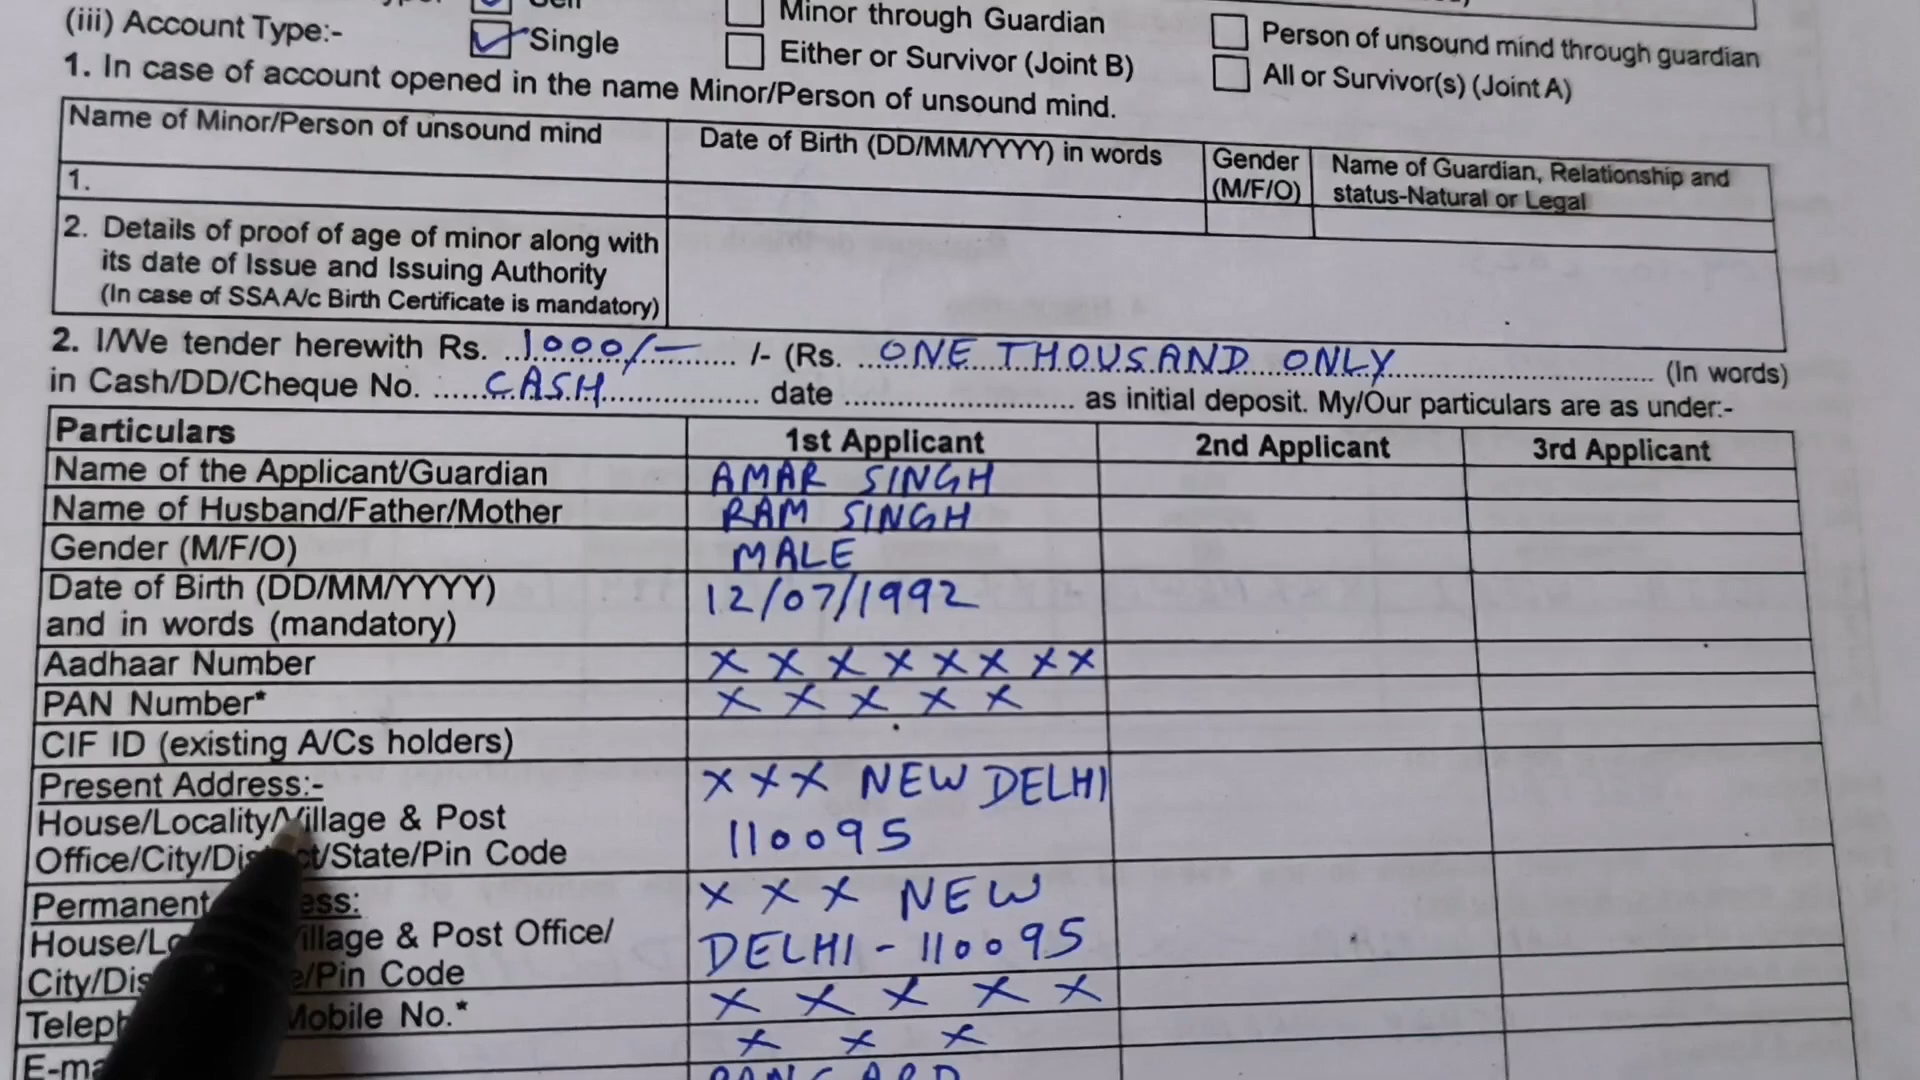 Self
(iii) Account Type:- Single Minor through Guardian Person of unsound mind through guardian
Either or Survivor (Joint B) All or Survivor(s) (Joint A)
1. In case of account opened in the name Minor/Person of unsound mind.
Name of Minor/Person of unsound mind Date of Birth (DD/MM/YYYY) in words Gender (M/F/O) Name of Guardian, Relationship and status-Natural or Legal
1.
2. Details of proof of age of minor along with
its date of Issue and Issuing Authority
(In case of SSA A/c Birth Certificate is mandatory)
2. I/We tender herewith Rs. 1000/- /- (Rs. ONE THOUSAND ONLY (In words)
in Cash/DD/Cheque No. CASH date as initial deposit. My/Our particulars are as under:-
Particulars 1st Applicant 2nd Applicant 3rd Applicant
Name of the Applicant/Guardian AMAR SINGH
Name of Husband/Father/Mother RAM SINGH
Gender (M/F/O) MALE
Date of Birth (DD/MM/YYYY) 12/07/1992
and in words (mandatory)
Aadhaar Number X X X X X X X X
PAN Number* X X X X X
CIF ID (existing A/Cs holders)
Present Address:- X X X NEW DELHI
House/Locality/Village & Post 110095
Office/City/District/State/Pin Code
Permanent X X X NEW
Village & Post Office/ DELHI - 110095
Pin Code
Mobile No.* X X X X X
X X X
PAN CARD